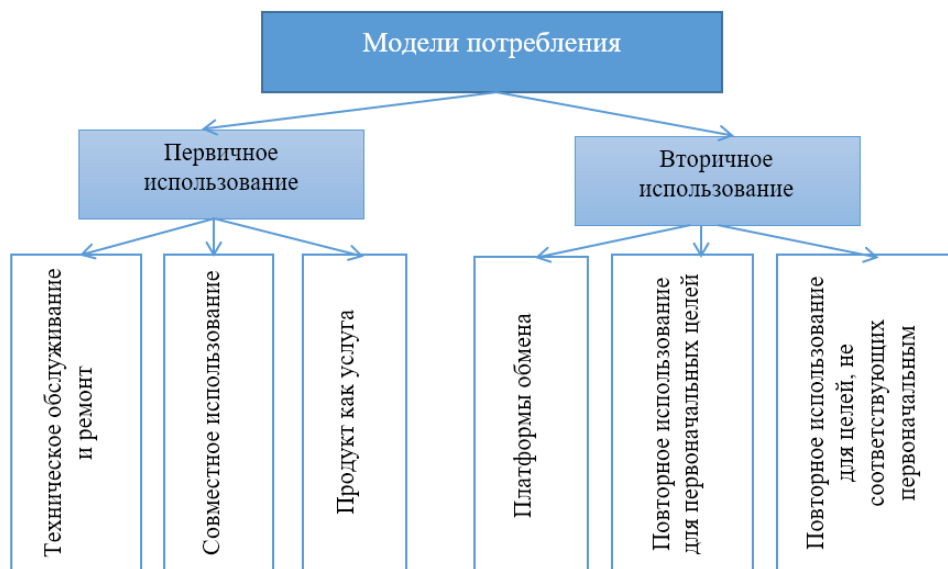 Модели потребления
Первичное
использование
Вторичное
использование
Техническое обслуживание
и ремонт
Совместное использование
Продукт как услуга
Платформы обмена
Повторное использование
для первоначальных целей
Повторное использование
для целей, не
соответствующих
первоначальным